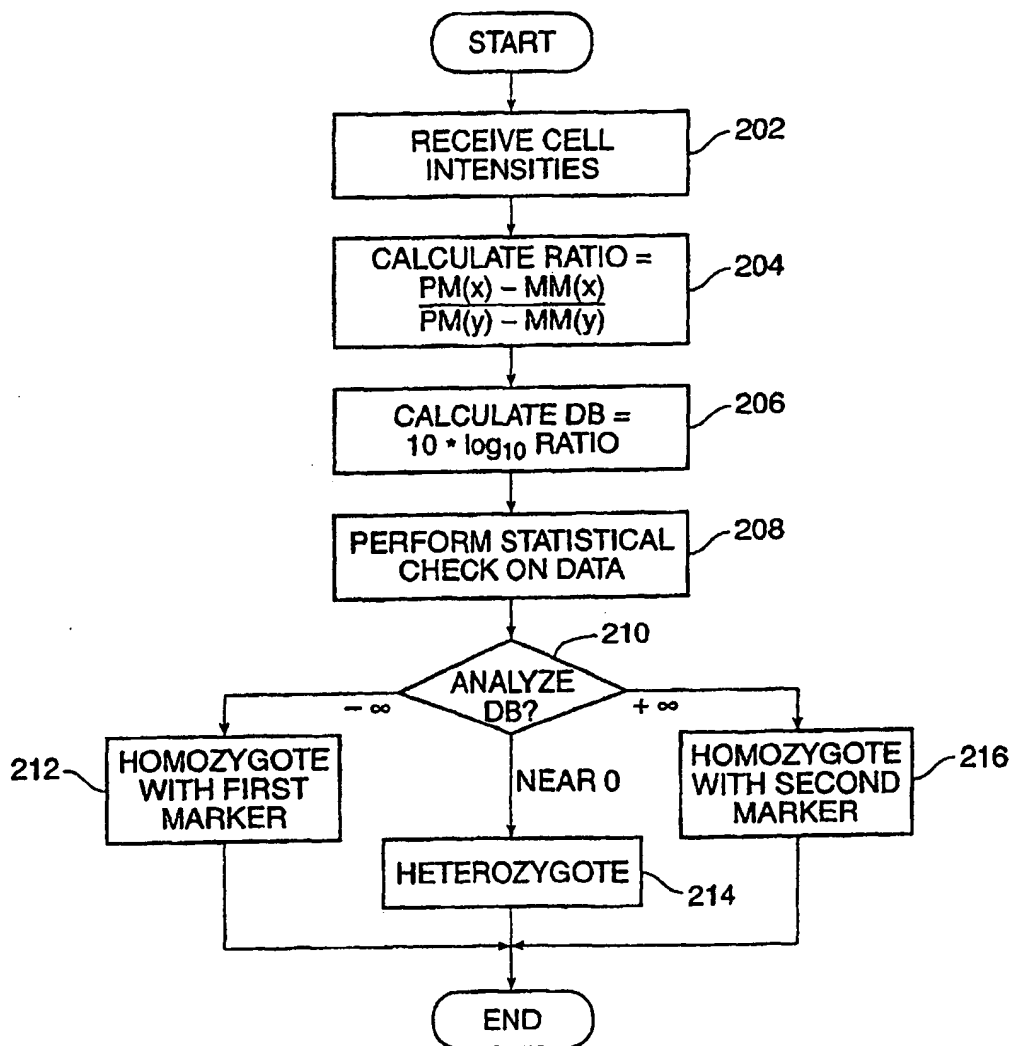 START
RECEIVE CELL
INTENSITIES
202
CALCULATE RATIO =
PM(x) – MM(x)
PM(y) – MM(y)
204
CALCULATE DB =
10 * log₁₀ RATIO
206
PERFORM STATISTICAL
CHECK ON DATA
208
210
ANALYZE
DB?
– ∞
+ ∞
NEAR 0
212
HOMOZYGOTE
WITH FIRST
MARKER
HOMOZYGOTE
WITH SECOND
MARKER
216
HETEROZYGOTE
214
END